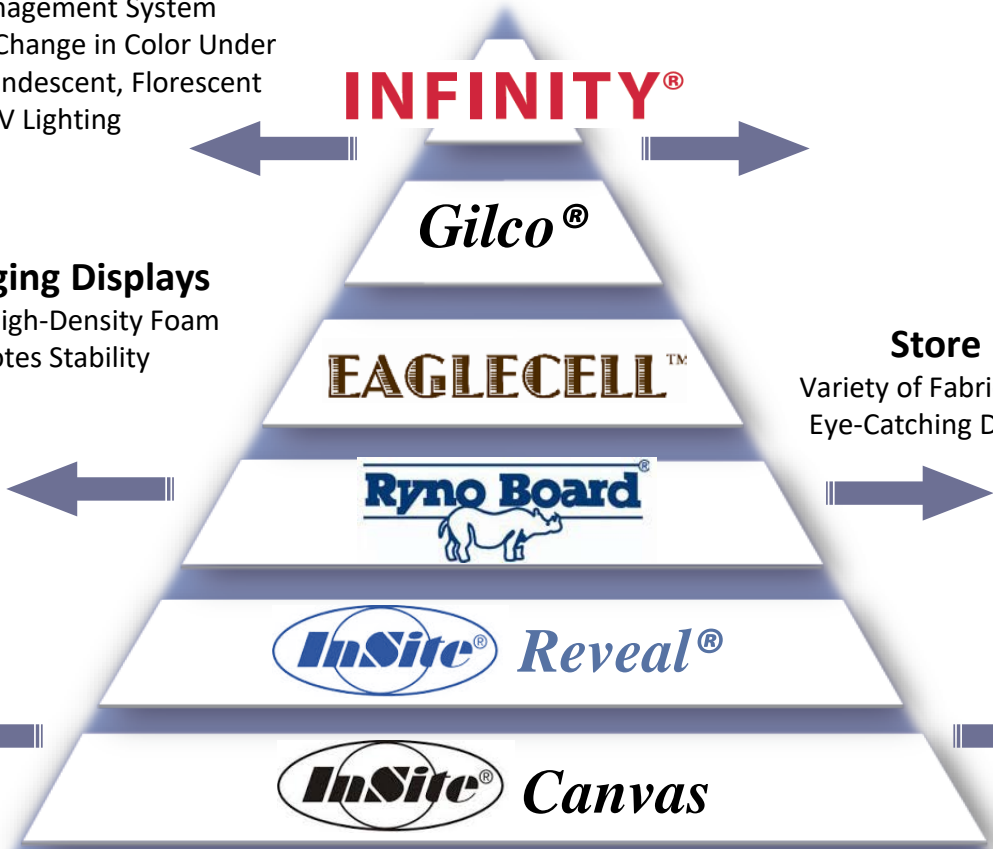 nagement System
Change in Color Under
ndescent, Florescent
V Lighting
INFINITY®
Gilco®
ging Displays
igh-Density Foam
otes Stability
EAGLECELL™
Store
Variety of Fabri
Eye-Catching D
Ryno Board®
InSite® Reveal®
InSite® Canvas